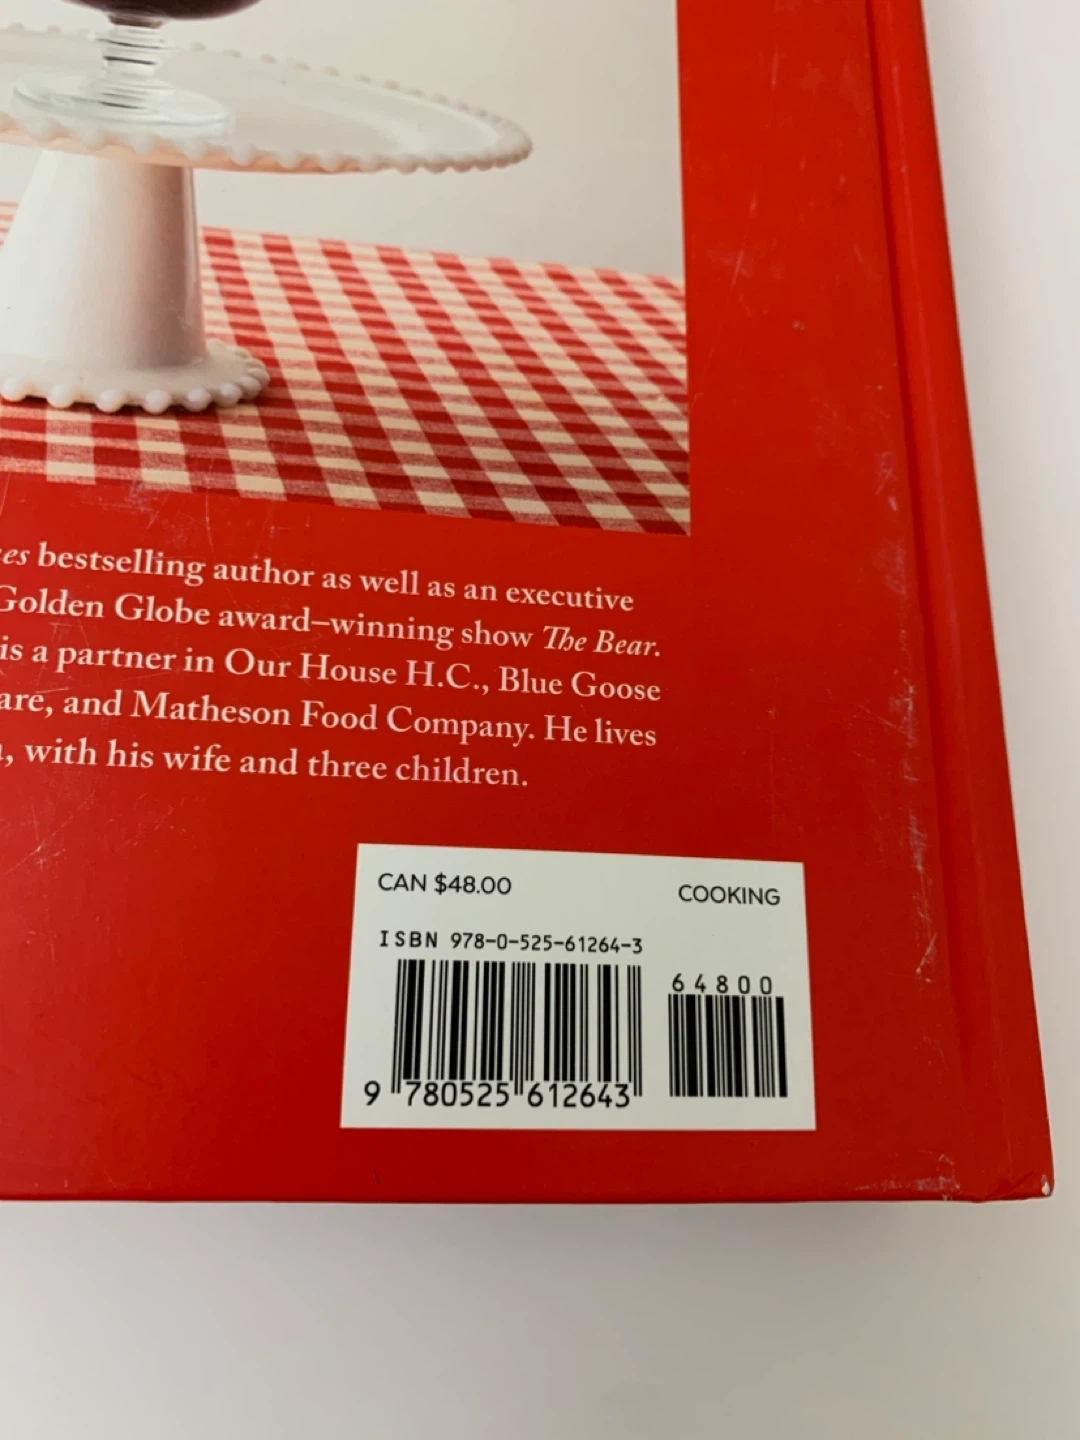 es bestselling author as well as an executive
Golden Globe award–winning show The Bear.
is a partner in Our House H.C., Blue Goose
are, and Matheson Food Company. He lives
, with his wife and three children.
CAN $48.00
COOKING
ISBN 978-0-525-61264-3
64800
9 780525 612643